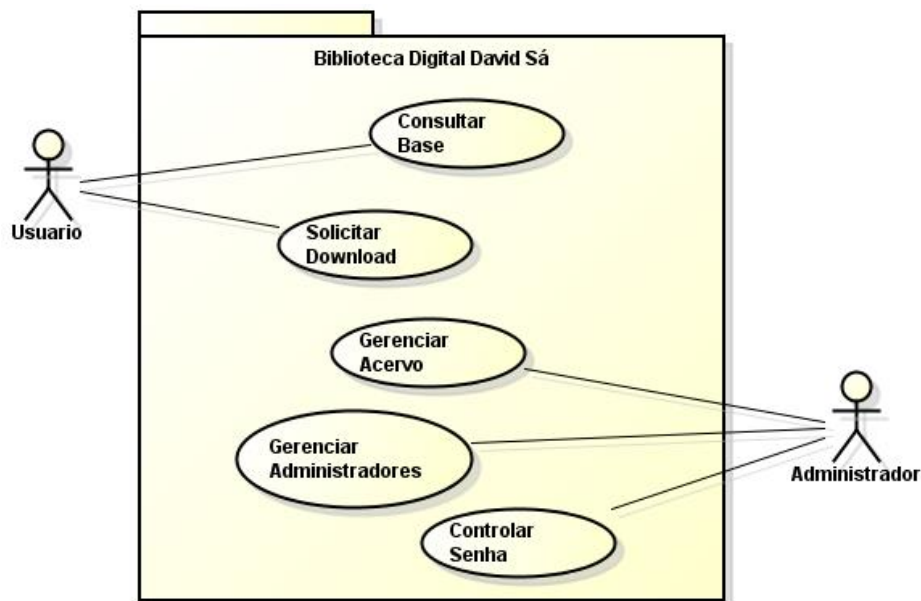 Biblioteca Digital David Sá
Consultar
Base
Usuario
Solicitar
Download
Gerenciar
Acervo
Gerenciar
Administradores
Administrador
Controlar
Senha